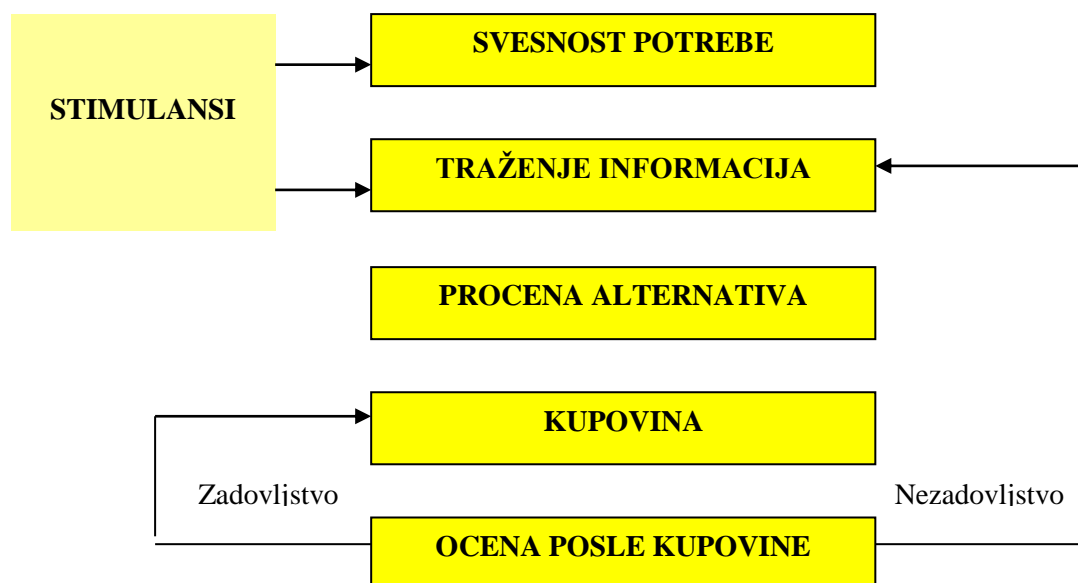 SVESNOST POTREBE
STIMULANSI
TRAŽENJE INFORMACIJA
PROCENA ALTERNATIVA
KUPOVINA
Zadovljstvo
Nezadovljstvo
OCENA POSLE KUPOVINE